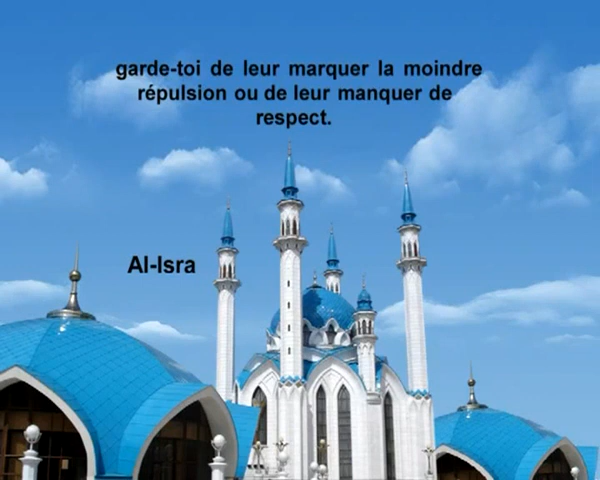 garde-toi de leur marquer la moindre
répulsion ou de leur manquer de
respect.
Al-Isra